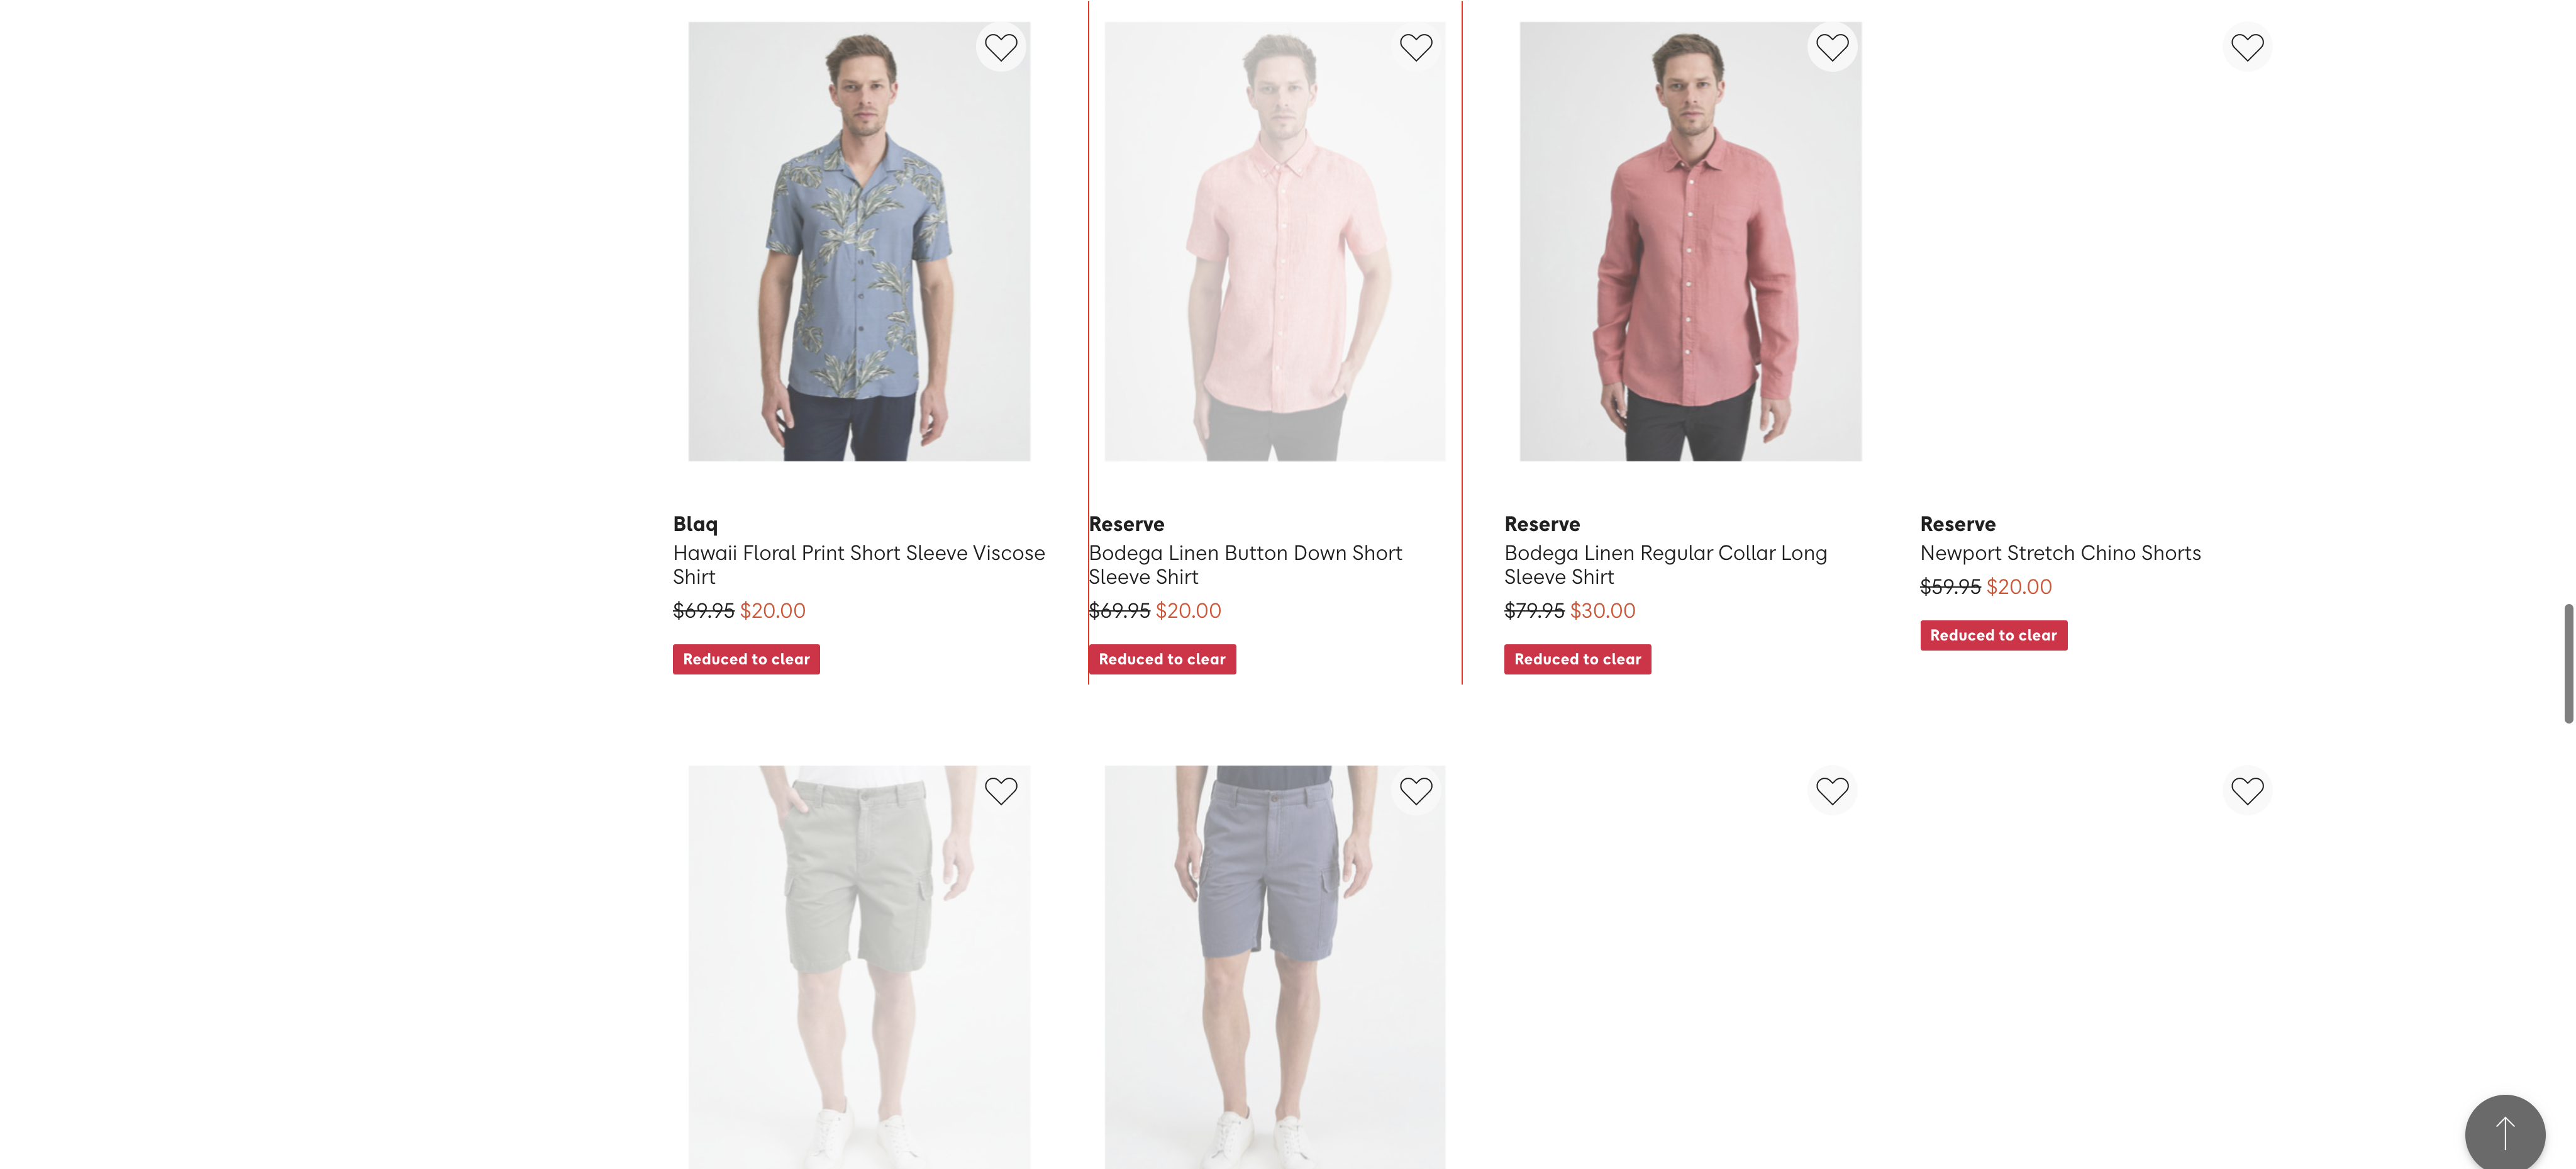 Blaq
Hawaii Floral Print Short Sleeve Viscose
Shirt
$69.95 $20.00
Reduced to clear
Reserve
Bodega Linen Button Down Short
Sleeve Shirt
$69.95 $20.00
Reduced to clear
Reserve
Bodega Linen Regular Collar Long
Sleeve Shirt
$79.95 $30.00
Reduced to clear
Reserve
Newport Stretch Chino Shorts
$59.95 $20.00
Reduced to clear